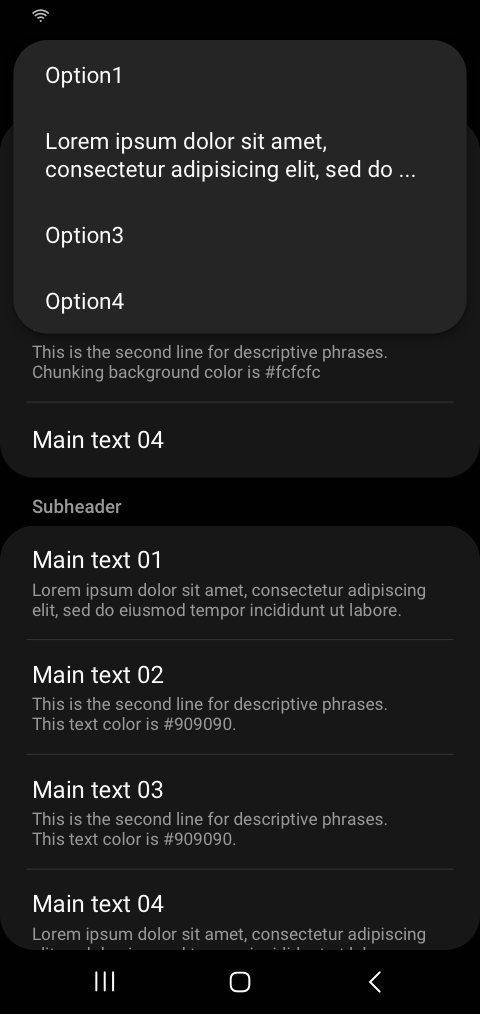 Option1
Lorem ipsum dolor sit amet,
consectetur adipisicing elit, sed do ...
Option3
Option4
This is the second line for descriptive phrases.
Chunking background color is #fcfcfc
Main text 04
Subheader
Main text 01
Lorem ipsum dolor sit amet, consectetur adipiscing
elit, sed do eiusmod tempor incididunt ut labore.
Main text 02
This is the second line for descriptive phrases.
This text color is #909090.
Main text 03
This is the second line for descriptive phrases.
This text color is #909090.
Main text 04
Lorem ipsum dolor sit amet, consectetur adipiscing